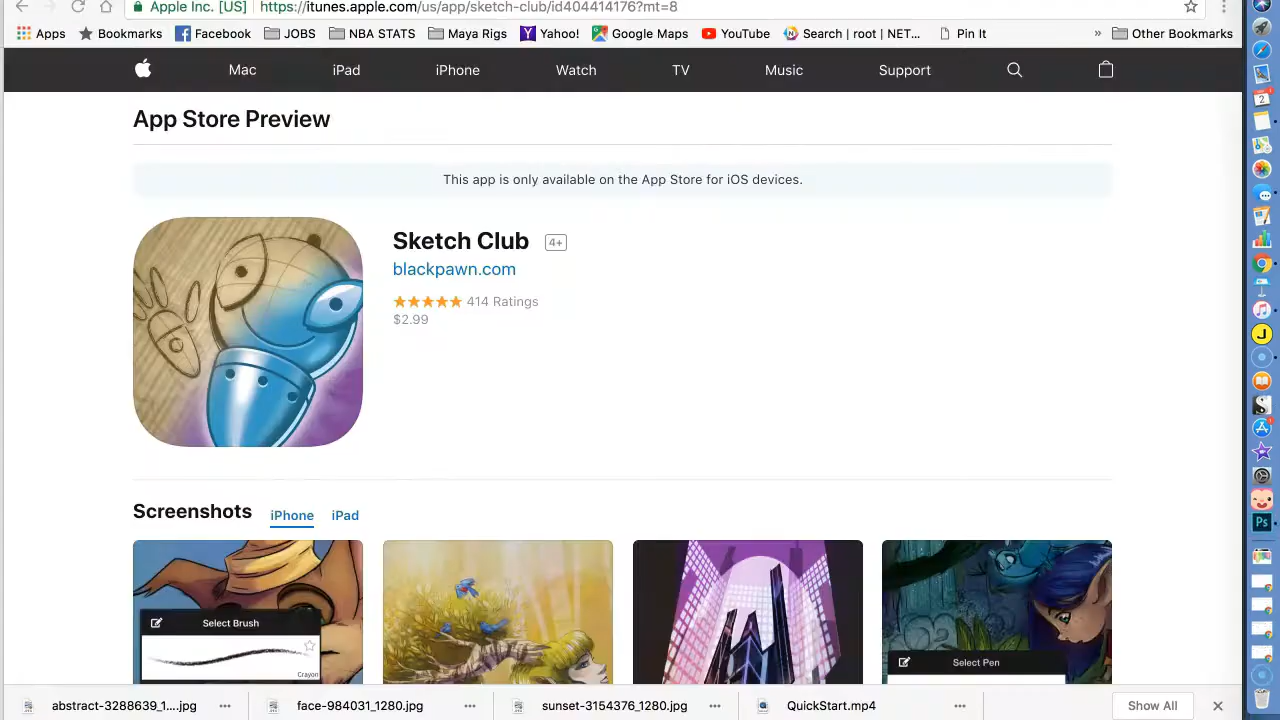 Apple Inc. [US] https://itunes.apple.com/us/app/sketch-club/id404414176?mt=8
Apps Bookmarks Facebook JOBS NBA STATS Maya Rigs Yahoo! Google Maps YouTube Search | root | NET... Pin It » Other Bookmarks
Mac iPad iPhone Watch TV Music Support
App Store Preview
This app is only available on the App Store for iOS devices.
Sketch Club 4+
blackpawn.com
★★★★★ 414 Ratings
$2.99
Screenshots iPhone iPad
Select Brush
Crayon
Select Pen
abstract-3288639_1....jpg ... face-984031_1280.jpg ... sunset-3154376_1280.jpg ... QuickStart.mp4 ... Show All
2
J
Ps